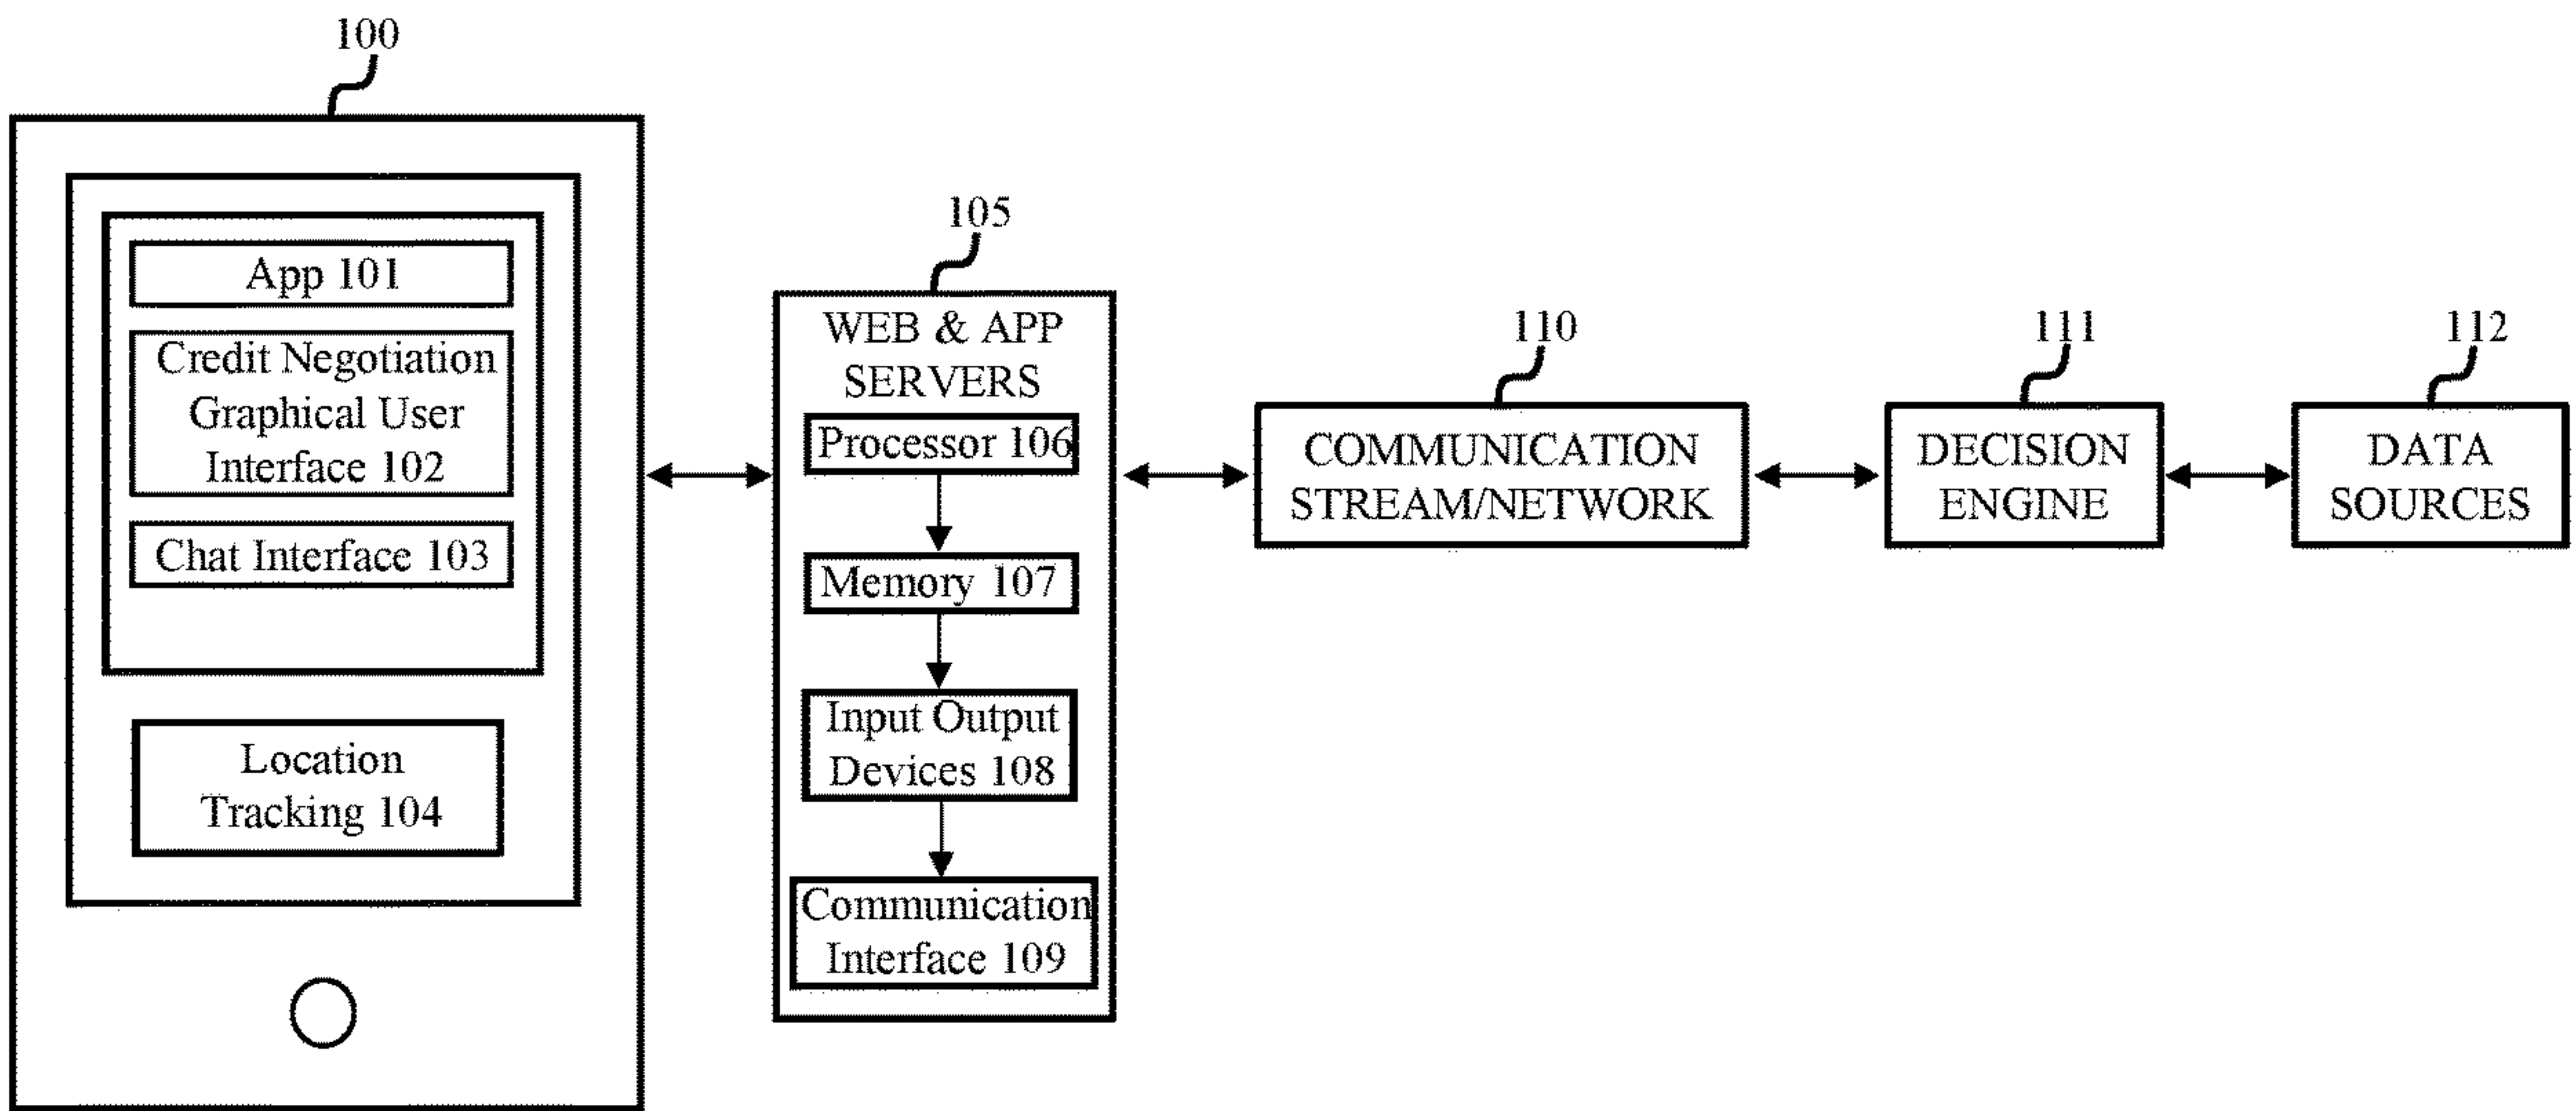 100
App 101
Credit Negotiation
Graphical User
Interface 102
Chat Interface 103
Location
Tracking 104
105
WEB & APP
SERVERS
Processor 106
Memory 107
Input Output
Devices 108
Communication
Interface 109
110
COMMUNICATION
STREAM/NETWORK
111
DECISION
ENGINE
112
DATA
SOURCES